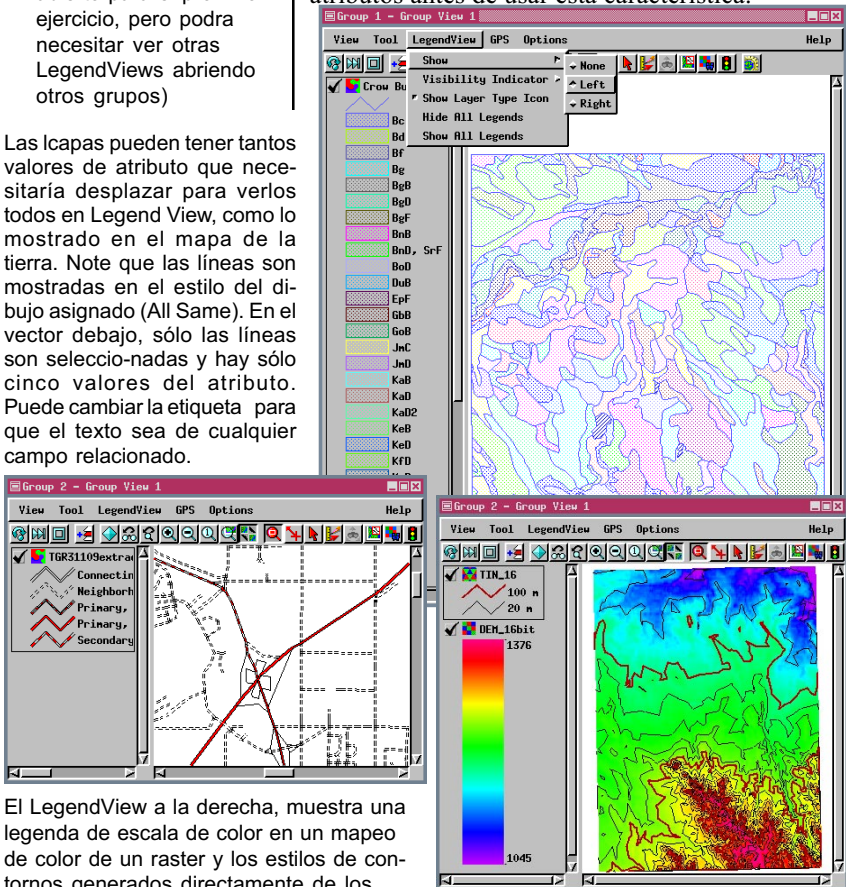 ejercicio, pero podra
necesitar ver otras
LegendViews abriendo
otros grupos)
atributos antes de usar esta característica.
Las lcapas pueden tener tantos
valores de atributo que nece-
sitaría desplazar para verlos
todos en Legend View, como lo
mostrado en el mapa de la
tierra. Note que las líneas son
mostradas en el estilo del di-
bujo asignado (All Same). En el
vector debajo, sólo las líneas
son seleccio-nadas y hay sólo
cinco valores del atributo.
Puede cambiar la etiqueta para
que el texto sea de cualquier
campo relacionado.
Group 1 - Group View 1
View Tool LegendView GPS Options Help
Show
Visibility Indicator
Show Layer Type Icon
Hide All Legends
Show All Legends
None
Left
Right
Crow Bu
Bc
Bd
Bf
Bg
BgB
BgD
BgF
BnB
BnD, SrF
BoD
DuB
EpF
GbB
GoB
JmC
JmD
KaB
KaD
KaD2
KeB
KeD
KfD
Group 2 - Group View 1
View Tool LegendView GPS Options
TGR31109extra
Connectin
Neighborh
Primary,
Primary,
Secondary
Group 2 - Group View 1
View Tool LegendView GPS Options Help
TIN_16
100 m
20 m
DEM_16bit
1376
1045
El LegendView a la derecha, muestra una
legenda de escala de color en un mapeo
de color de un raster y los estilos de con-
tornos generados directamente de los